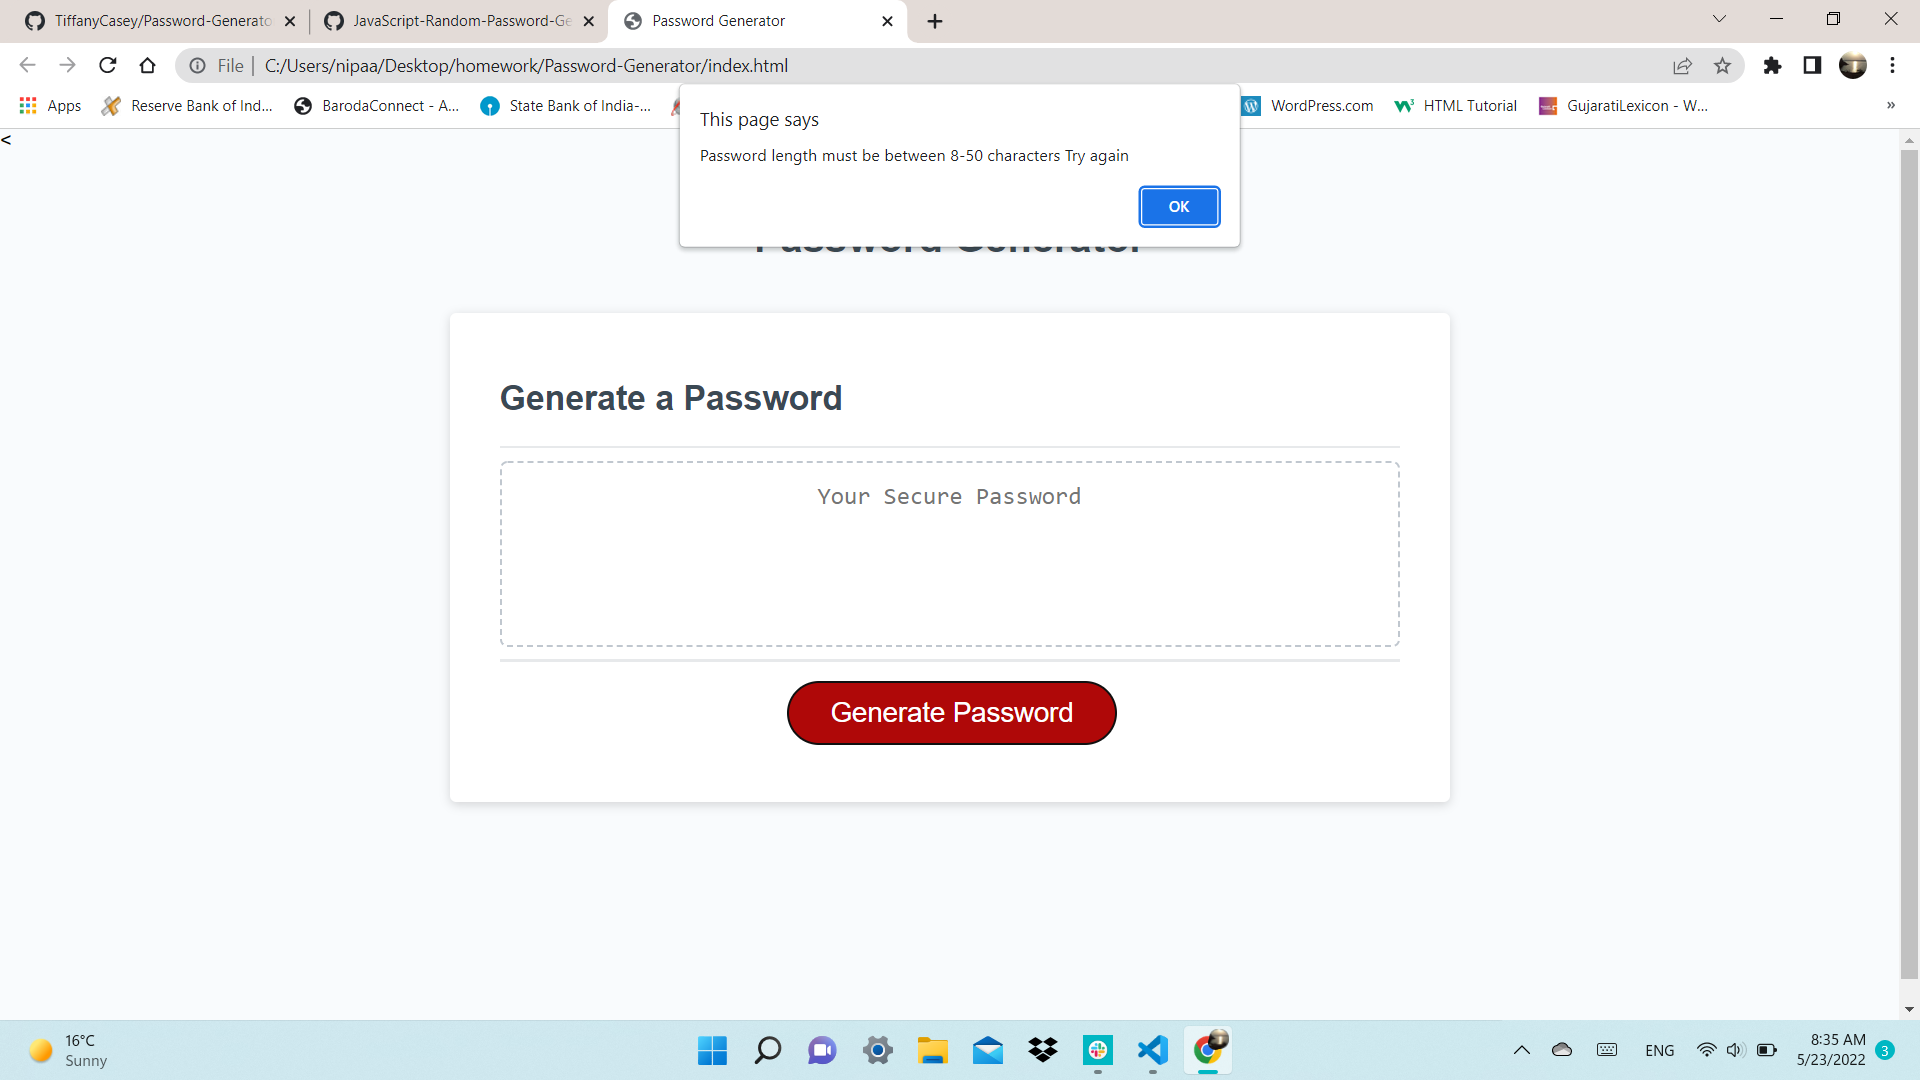 TiffanyCasey/Password-Generato
JavaScript-Random-Password-Ge
Password Generator
File
C:/Users/nipaa/Desktop/homework/Password-Generator/index.html
Apps
Reserve Bank of Ind...
BarodaConnect - A...
State Bank of India-...
WordPress.com
HTML Tutorial
GujaratiLexicon - W...
»
<
This page says
Password length must be between 8-50 characters Try again
OK
Password Generator
Generate a Password
Your Secure Password
Generate Password
16°C
Sunny
ENG
8:35 AM
5/23/2022
3